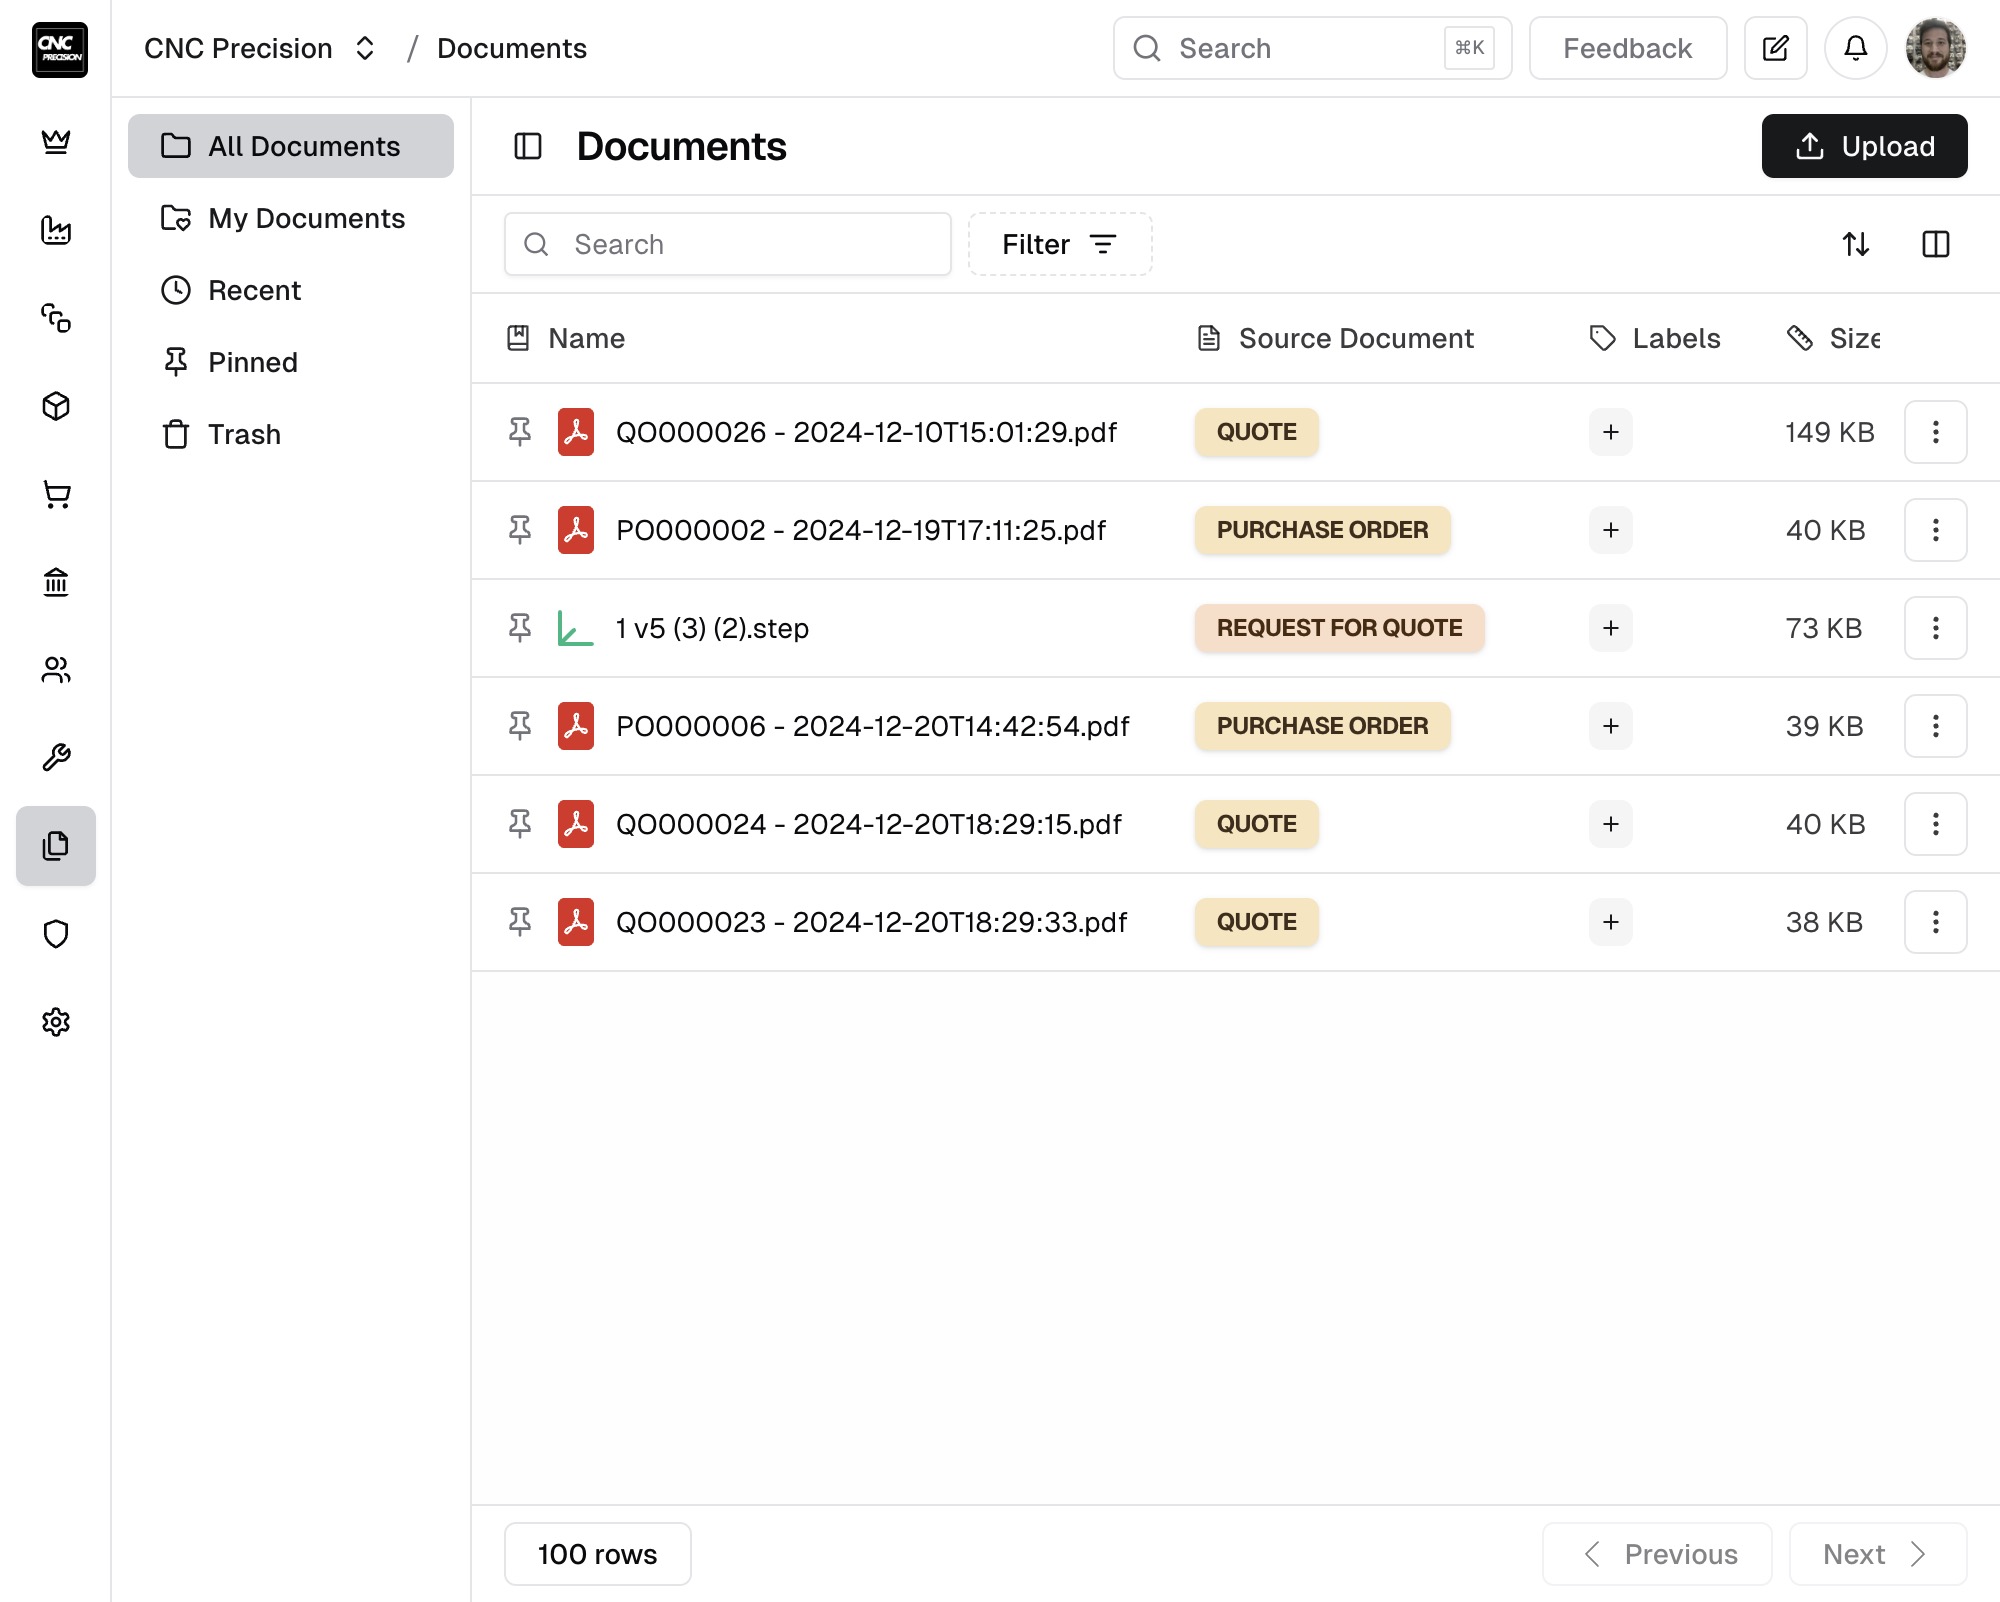 CNC PRECISION
CNC Precision / Documents
Search ⌘K
Feedback
All Documents
My Documents
Recent
Pinned
Trash
Documents
Upload
Search
Filter
Name Source Document Labels Size
QO000026 - 2024-12-10T15:01:29.pdf QUOTE + 149 KB
PO000002 - 2024-12-19T17:11:25.pdf PURCHASE ORDER + 40 KB
1 v5 (3) (2).step REQUEST FOR QUOTE + 73 KB
PO000006 - 2024-12-20T14:42:54.pdf PURCHASE ORDER + 39 KB
QO000024 - 2024-12-20T18:29:15.pdf QUOTE + 40 KB
QO000023 - 2024-12-20T18:29:33.pdf QUOTE + 38 KB
100 rows
Previous
Next